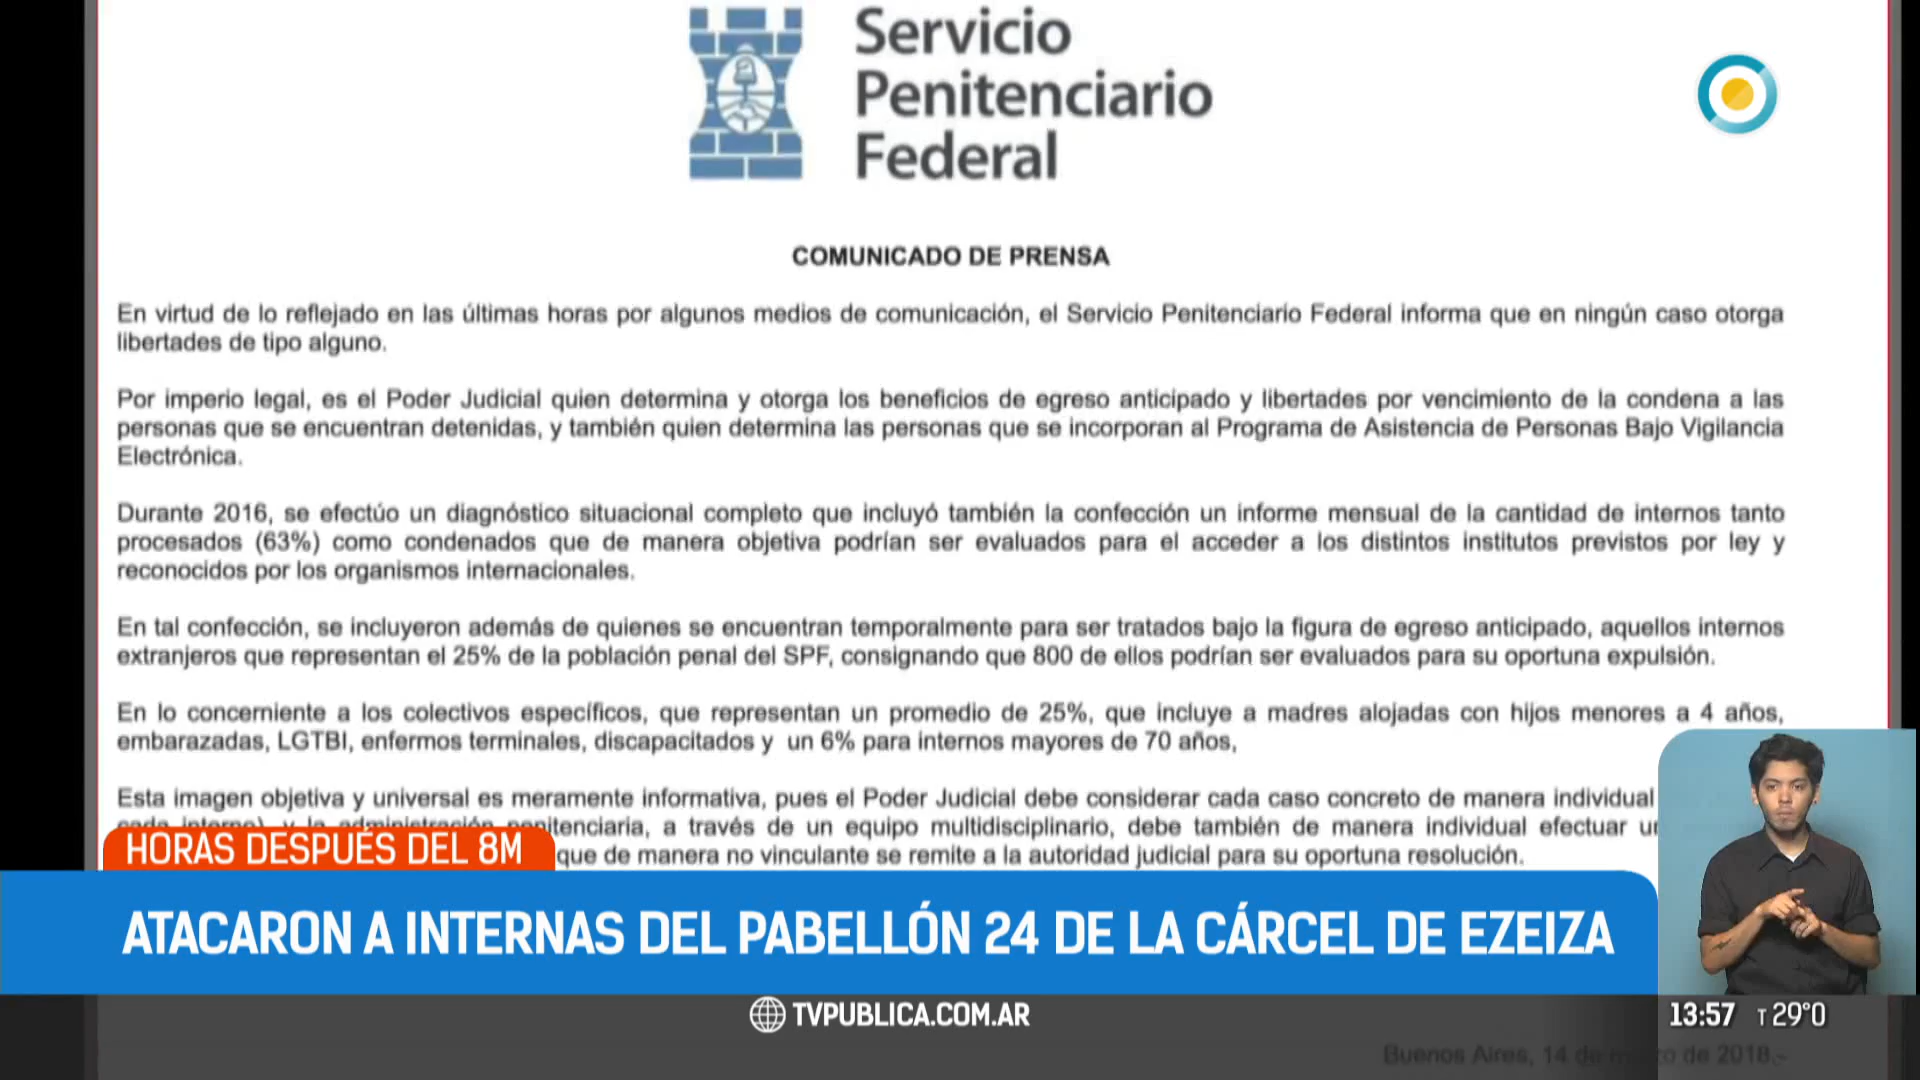 Servicio
Penitenciario
Federal
COMUNICADO DE PRENSA
En virtud de lo reflejado en las últimas horas por algunos medios de comunicación, el Servicio Penitenciario Federal informa que en ningún caso otorga
libertades de tipo alguno.
Por imperio legal, es el Poder Judicial quien determina y otorga los beneficios de egreso anticipado y libertades por vencimiento de la condena a las
personas que se encuentran detenidas, y también quien determina las personas que se incorporan al Programa de Asistencia de Personas Bajo Vigilancia
Electrónica.
Durante 2016, se efectúo un diagnóstico situacional completo que incluyó también la confección un informe mensual de la cantidad de internos tanto
procesados (63%) como condenados que de manera objetiva podrían ser evaluados para el acceder a los distintos institutos previstos por ley y
reconocidos por los organismos internacionales.
En tal confección, se incluyeron además de quienes se encuentran temporalmente para ser tratados bajo la figura de egreso anticipado, aquellos internos
extranjeros que representan el 25% de la población penal del SPF, consignando que 800 de ellos podrían ser evaluados para su oportuna expulsión.
En lo concerniente a los colectivos específicos, que representan un promedio de 25%, que incluye a madres alojadas con hijos menores a 4 años,
embarazadas, LGTBI, enfermos terminales, discapacitados y un 6% para internos mayores de 70 años,
Esta imagen objetiva y universal es meramente informativa, pues el Poder Judicial debe considerar cada caso concreto de manera individual
cada interno), y la administración penitenciaria, a través de un equipo multidisciplinario, debe también de manera individual efectuar
que de manera no vinculante se remite a la autoridad judicial para su oportuna resolución.
HORAS DESPUÉS DEL 8M
ATACARON A INTERNAS DEL PABELLÓN 24 DE LA CÁRCEL DE EZEIZA
TVPUBLICA.COM.AR
13:57 T 29°0
Buenos Aires, 14 de de 2018.-